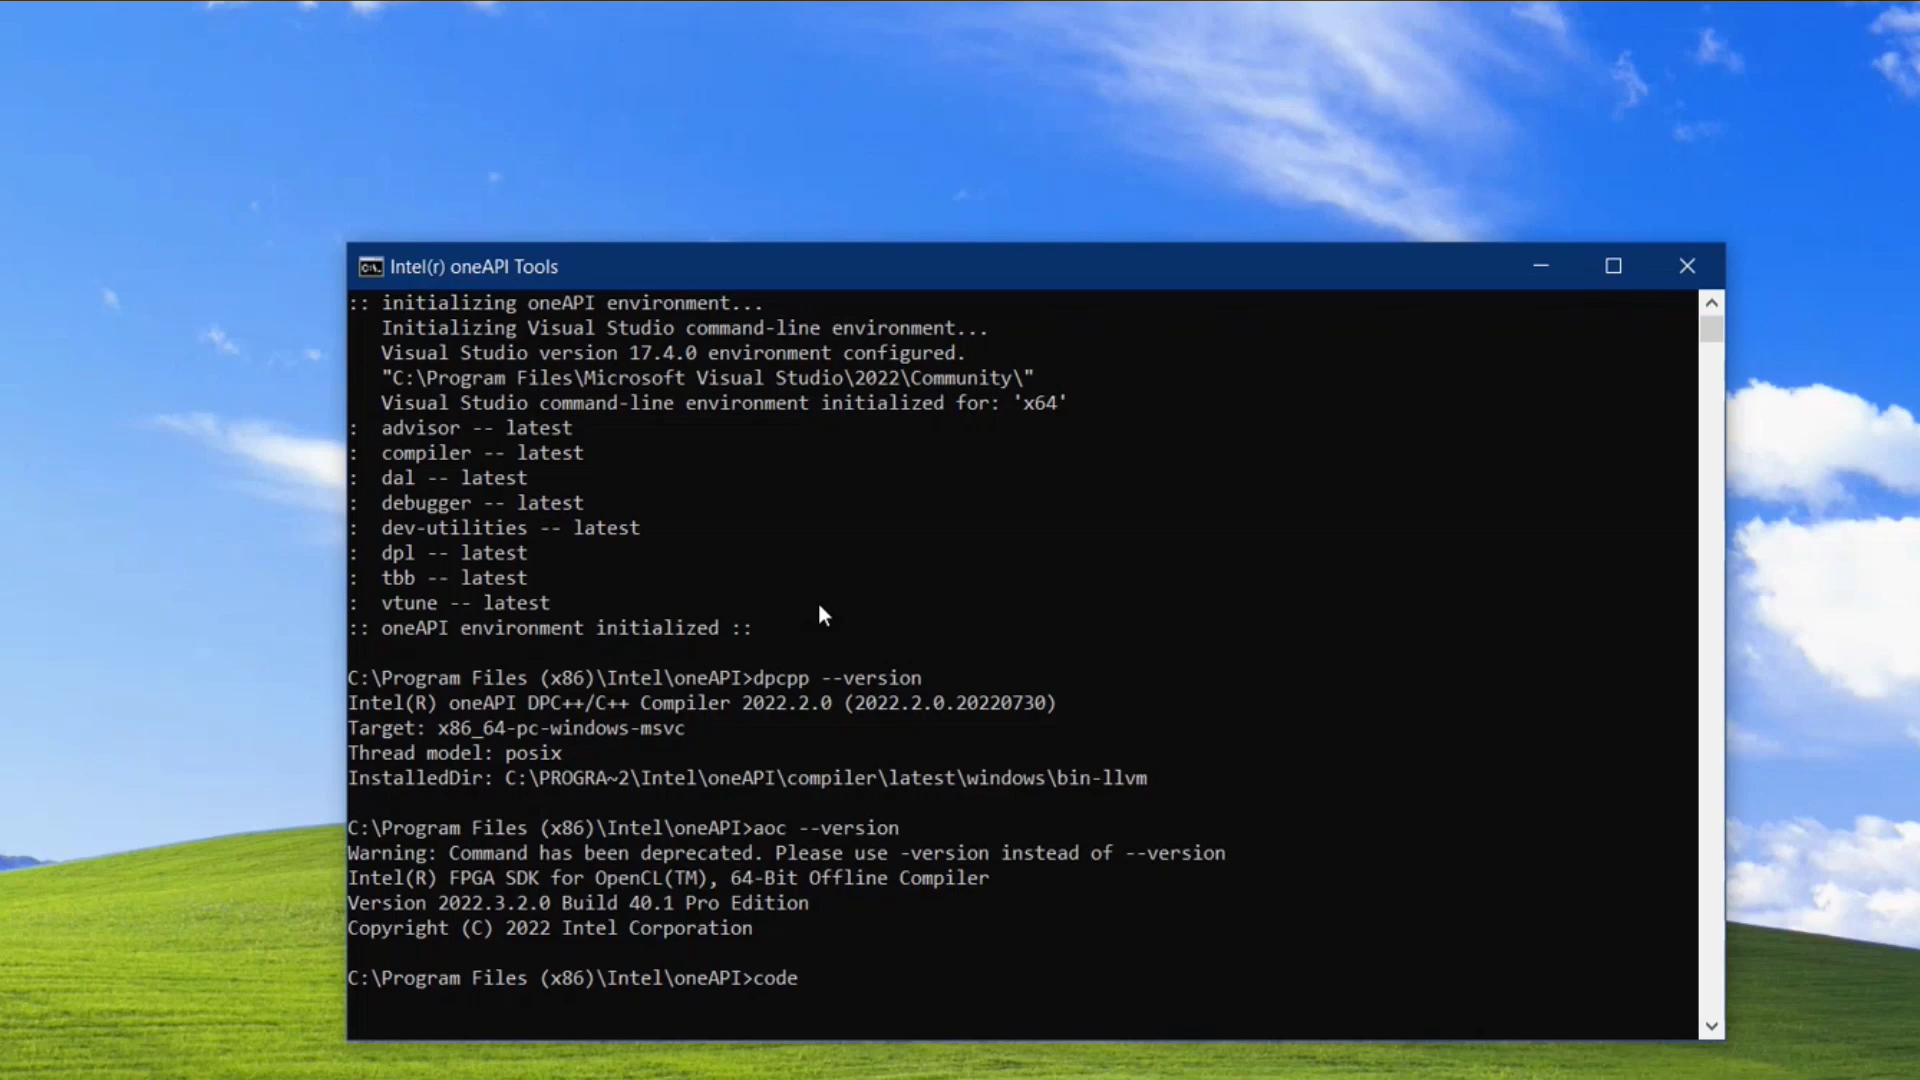 Intel(r) oneAPI Tools
:: initializing oneAPI environment...
Initializing Visual Studio command-line environment...
Visual Studio version 17.4.0 environment configured.
"C:\Program Files\Microsoft Visual Studio\2022\Community\"
Visual Studio command-line environment initialized for: 'x64'
: advisor -- latest
: compiler -- latest
: dal -- latest
: debugger -- latest
: dev-utilities -- latest
: dpl -- latest
: tbb -- latest
: vtune -- latest
:: oneAPI environment initialized ::
C:\Program Files (x86)\Intel\oneAPI>dpcpp --version
Intel(R) oneAPI DPC++/C++ Compiler 2022.2.0 (2022.2.0.20220730)
Target: x86_64-pc-windows-msvc
Thread model: posix
InstalledDir: C:\PROGRA~2\Intel\oneAPI\compiler\latest\windows\bin-llvm
C:\Program Files (x86)\Intel\oneAPI>aoc --version
Warning: Command has been deprecated. Please use -version instead of --version
Intel(R) FPGA SDK for OpenCL(TM), 64-Bit Offline Compiler
Version 2022.3.2.0 Build 40.1 Pro Edition
Copyright (C) 2022 Intel Corporation
C:\Program Files (x86)\Intel\oneAPI>code